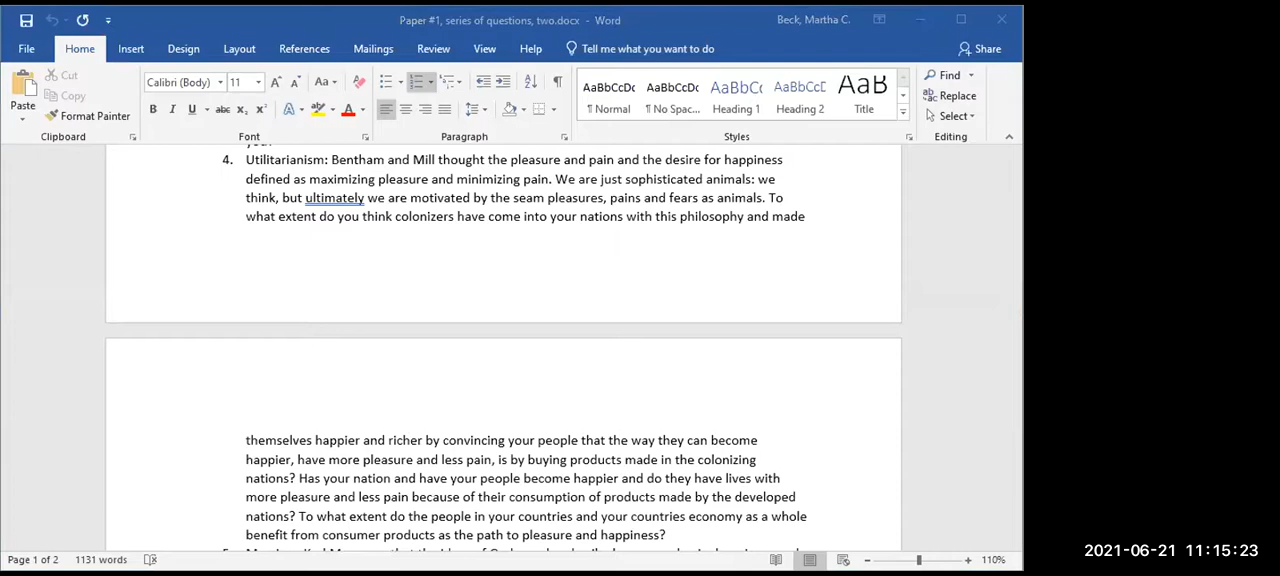 Paper #1, series of questions, two.docx - Word
Beck, Martha C.
File Home Insert Design Layout References Mailings Review View Help Tell me what you want to do Share
Paste
Cut
Copy
Format Painter
Clipboard
Calibri (Body) 11
Font
Paragraph
AaBbCcDc AaBbCcDc AaBbC( AaBbCcD AaB
¶ Normal ¶ No Spac... Heading 1 Heading 2 Title
Styles
Find
Replace
Select
Editing
4. Utilitarianism: Bentham and Mill thought the pleasure and pain and the desire for happiness
defined as maximizing pleasure and minimizing pain. We are just sophisticated animals: we
think, but ultimately we are motivated by the seam pleasures, pains and fears as animals. To
what extent do you think colonizers have come into your nations with this philosophy and made
themselves happier and richer by convincing your people that the way they can become
happier, have more pleasure and less pain, is by buying products made in the colonizing
nations? Has your nation and have your people become happier and do they have lives with
more pleasure and less pain because of their consumption of products made by the developed
nations? To what extent do the people in your countries and your countries economy as a whole
benefit from consumer products as the path to pleasure and happiness?
Page 1 of 2 1131 words
110%
2021-06-21 11:15:23